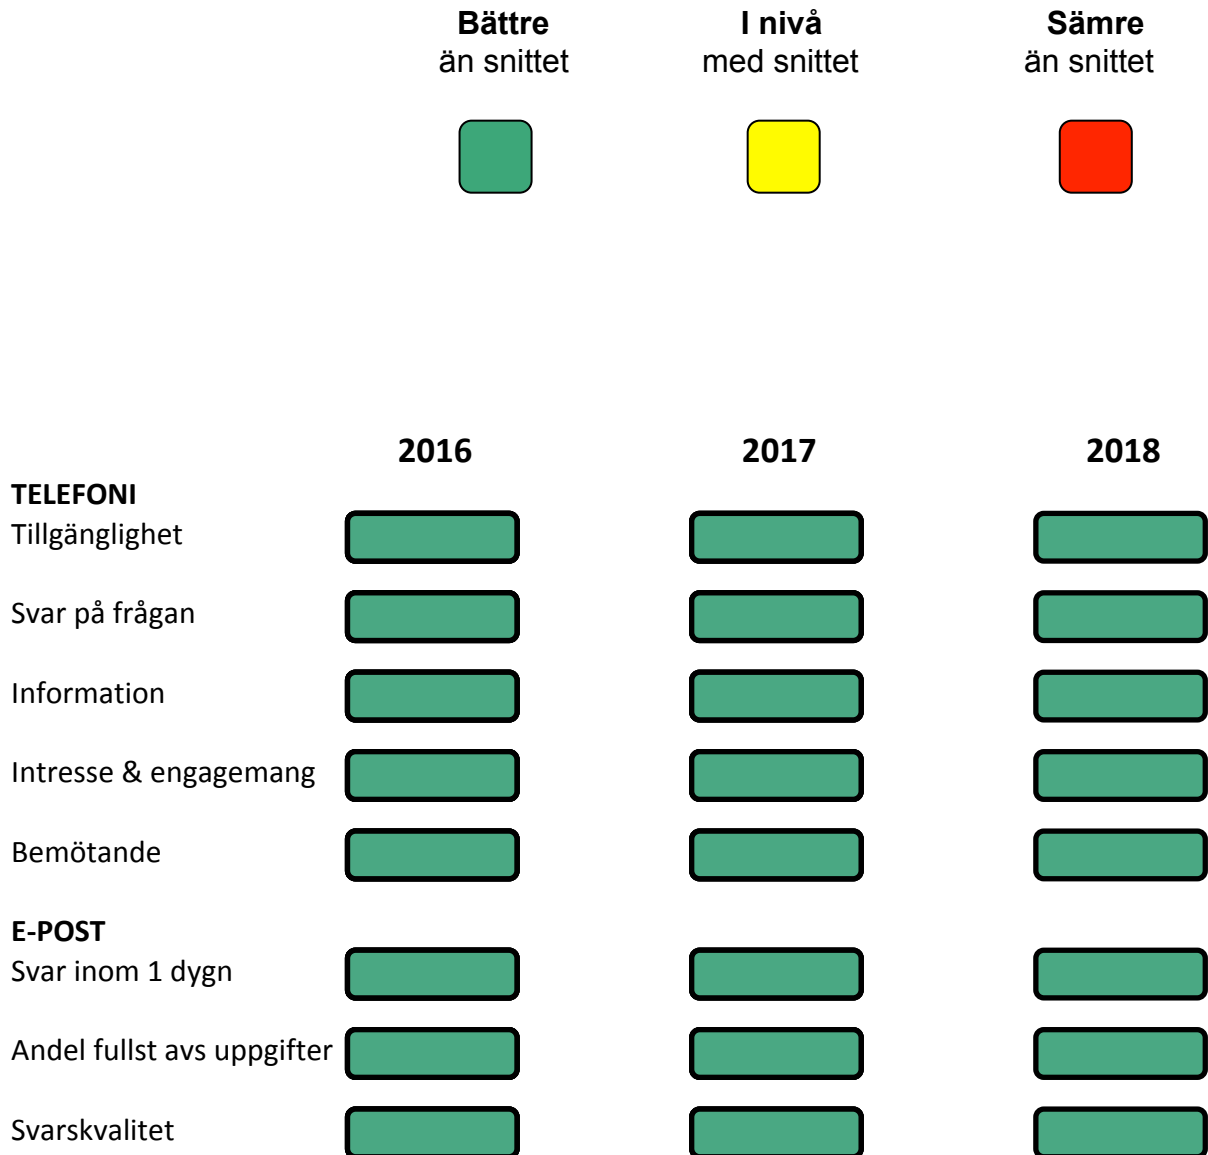 Bättre
än snittet
I nivå
med snittet
Sämre
än snittet
2016 2017 2018
TELEFONI
Tillgänglighet
Svar på frågan
Information
Intresse & engagemang
Bemötande
E-POST
Svar inom 1 dygn
Andel fullst avs uppgifter
Svarskvalitet